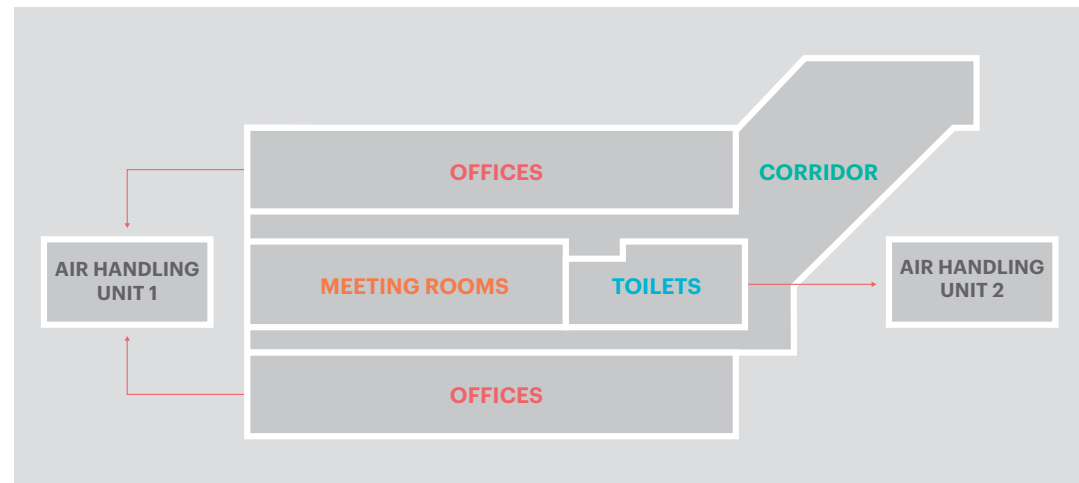 OFFICES
CORRIDOR
AIR HANDLING
UNIT 1
MEETING ROOMS
TOILETS
AIR HANDLING
UNIT 2
OFFICES